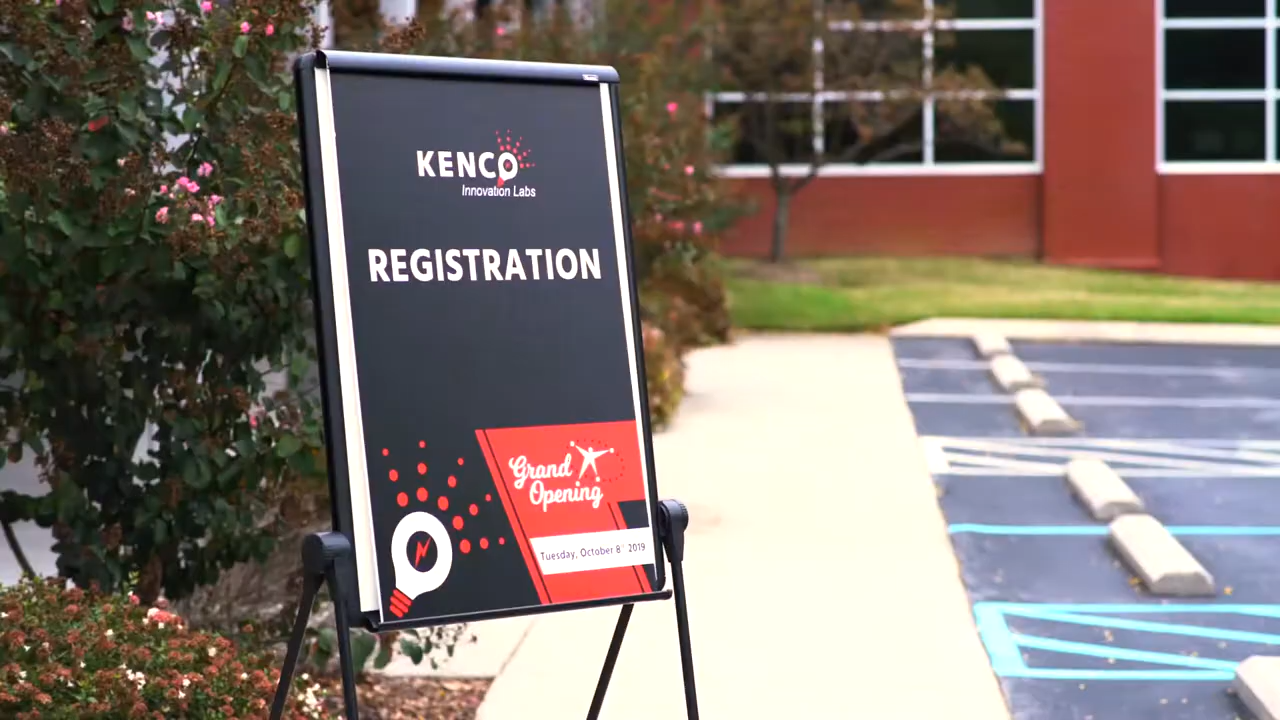 KENCO
Innovation Labs
REGISTRATION
Grand
Opening
Tuesday, October 8th 2019